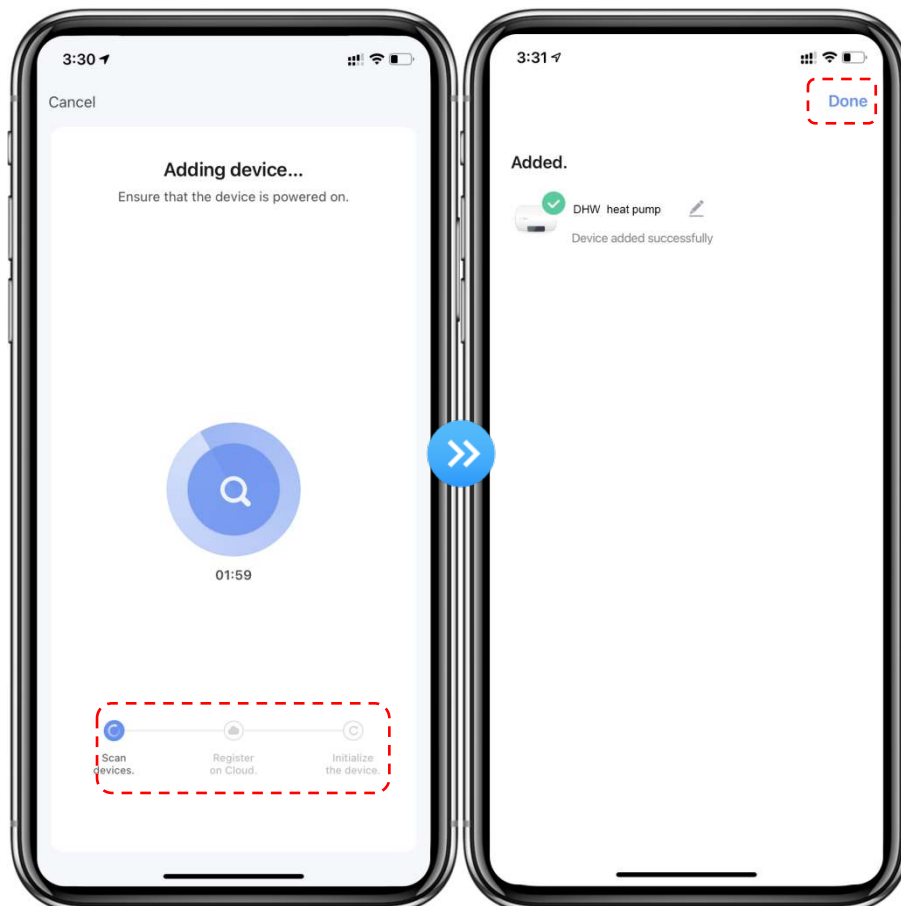 3:30
Cancel
Adding device...
Ensure that the device is powered on.
01:59
Scan
devices.
Register
on Cloud.
Initialize
the device.
3:31
Done
Added.
DHW heat pump
Device added successfully